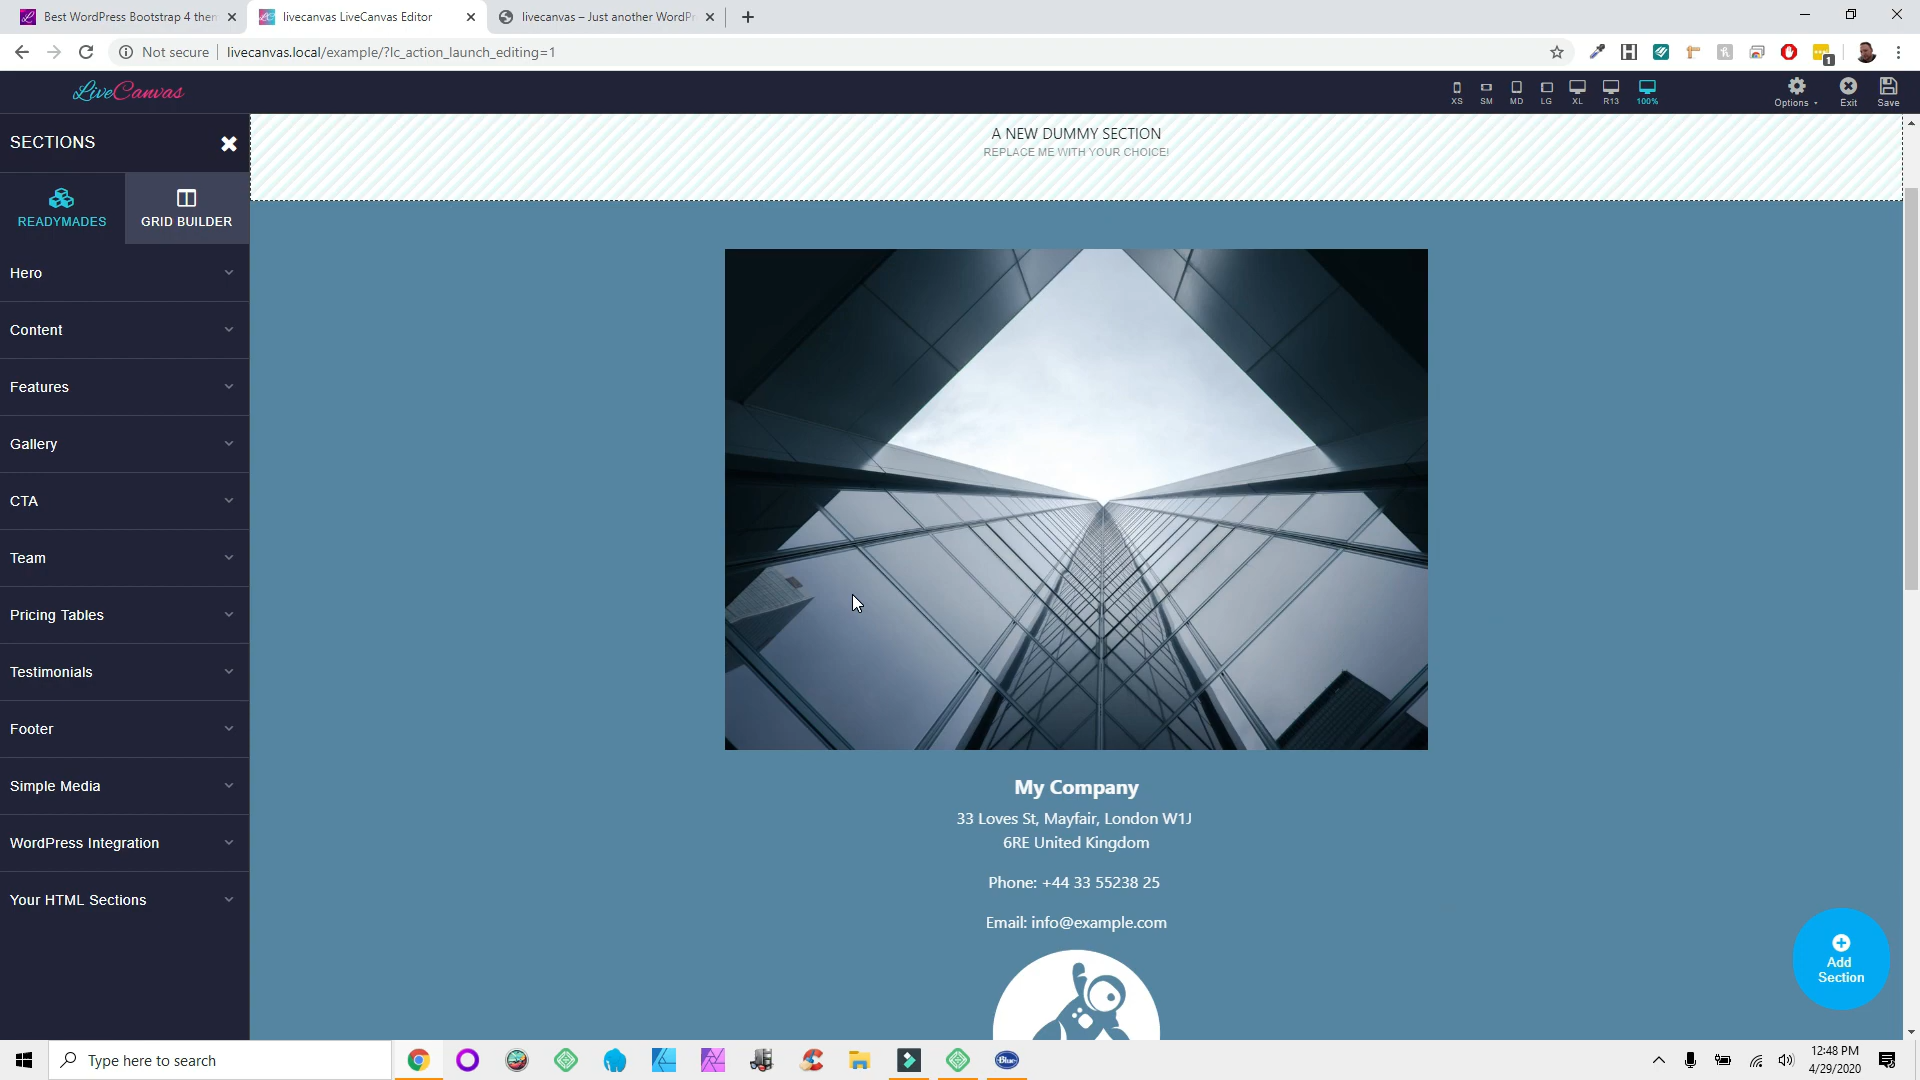 Best WordPress Bootstrap 4 then
livecanvas LiveCanvas Editor
livecanvas – Just another WordPr
Not secure
livecanvas.local/example/?lc_action_launch_editing=1
1
LiveCanvas
XS
SM
MD
LG
XL
R13
100%
Options
Exit
Save
SECTIONS
READYMADES
GRID BUILDER
Hero
Content
Features
Gallery
CTA
Team
Pricing Tables
Testimonials
Footer
Simple Media
WordPress Integration
Your HTML Sections
A NEW DUMMY SECTION
REPLACE ME WITH YOUR CHOICE!
My Company
33 Loves St, Mayfair, London W1J
6RE United Kingdom
Phone: +44 33 55238 25
Email: info@example.com
Add
Section
Type here to search
Blue
12:48 PM
4/29/2020